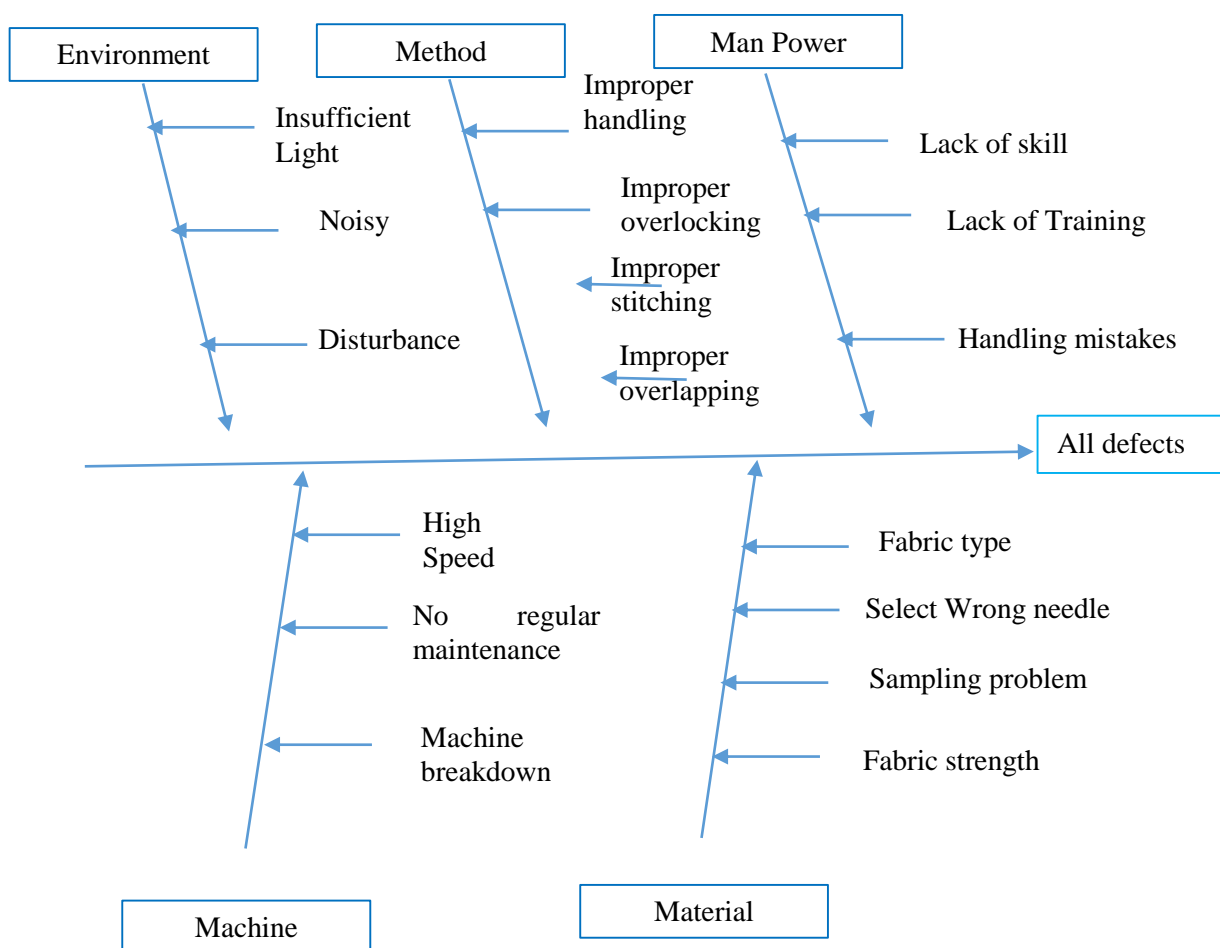 Environment
Method
Man Power
Insufficient
Light
Noisy
Disturbance
Improper
handling
Improper
overlocking
Improper
stitching
Improper
overlapping
Lack of skill
Lack of Training
Handling mistakes
All defects
High
Speed
No regular
maintenance
Machine
breakdown
Fabric type
Select Wrong needle
Sampling problem
Fabric strength
Machine
Material